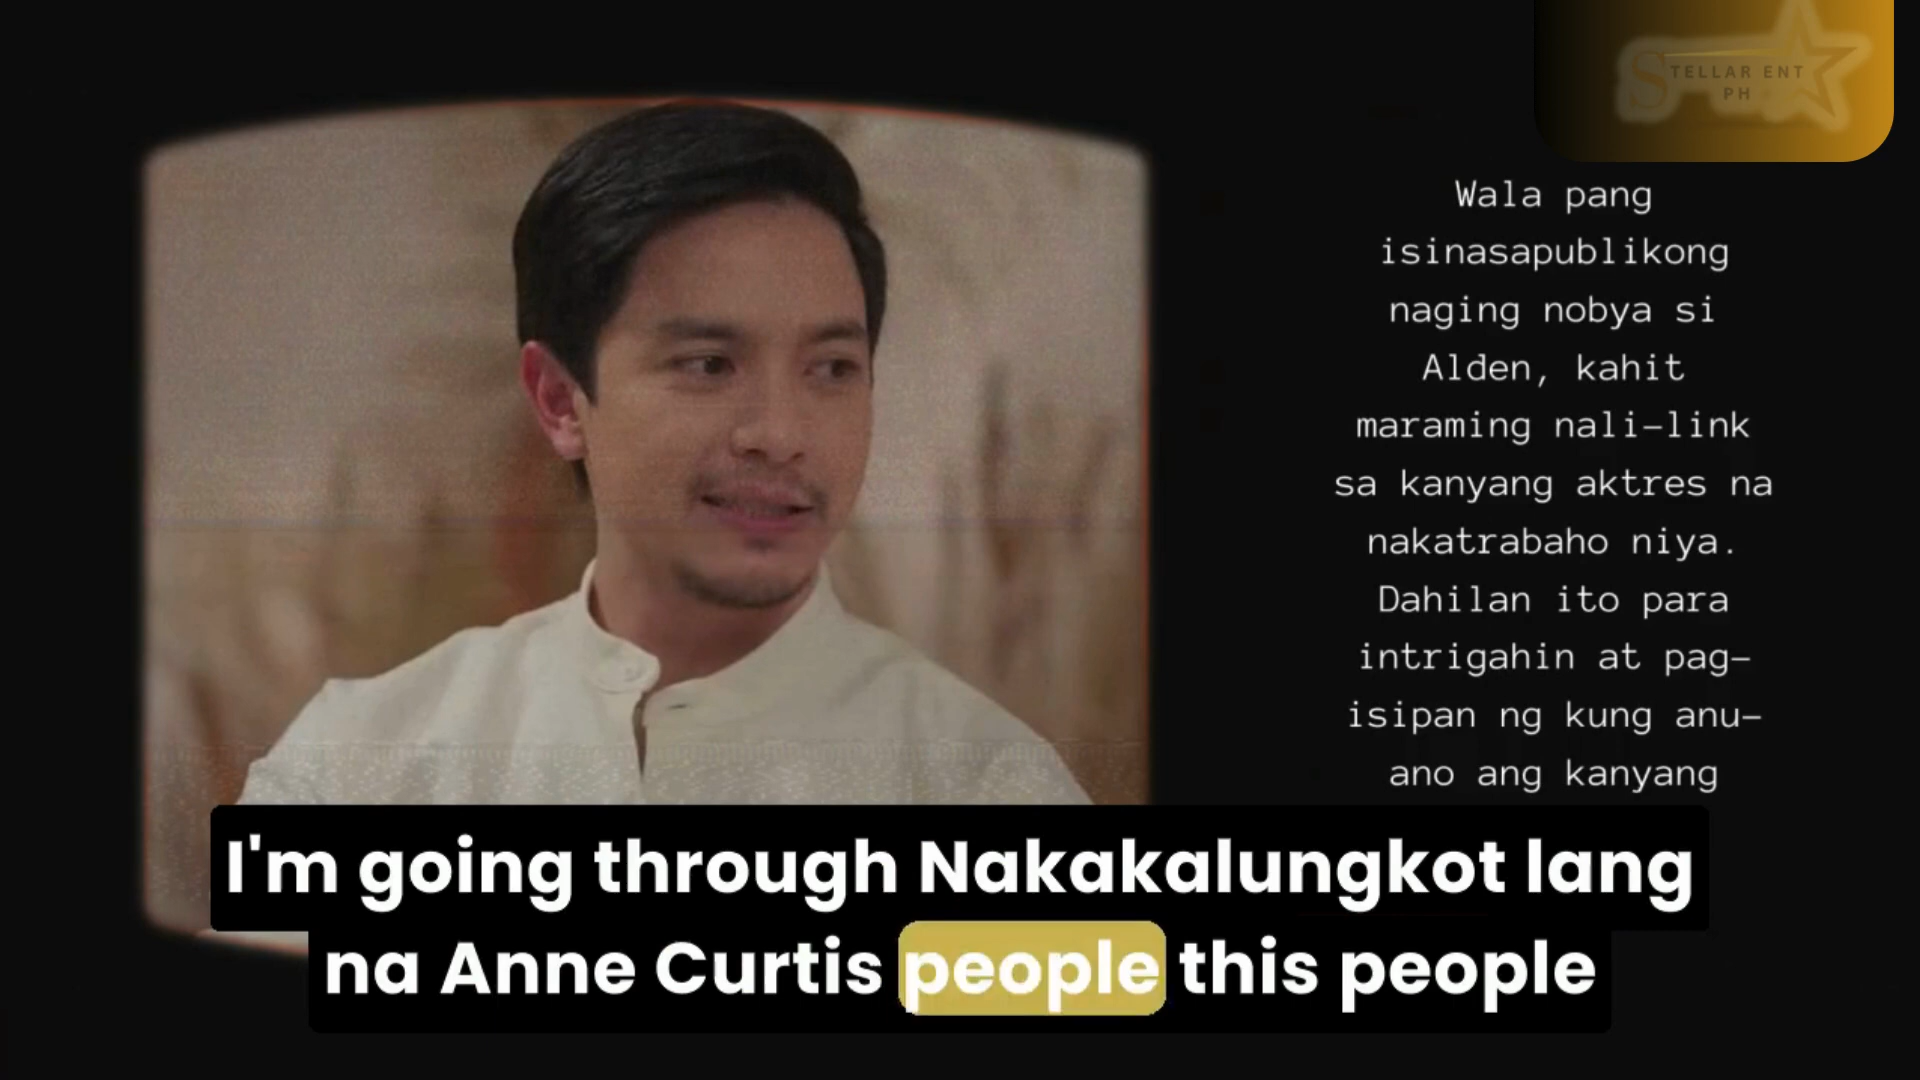 STELLAR ENT
PH
Wala pang
isinasapublikong
naging nobya si
Alden, kahit
maraming nali-link
sa kanyang aktres na
nakatrabaho niya.
Dahilan ito para
intrigahin at pag-
isipan ng kung anu-
ano ang kanyang
I'm going through Nakakalungkot lang
na Anne Curtis people this people